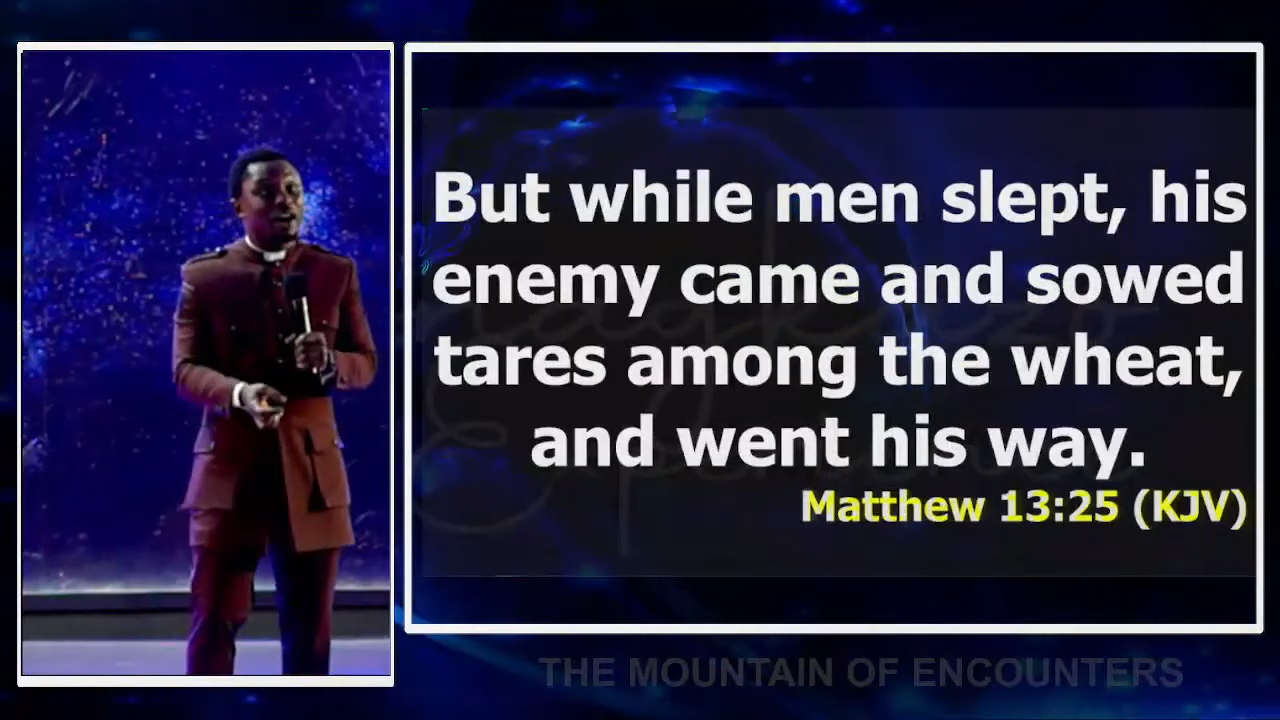 But while men slept, his
enemy came and sowed
tares among the wheat,
and went his way.
Matthew 13:25 (KJV)
THE MOUNTAIN OF ENCOUNTERS